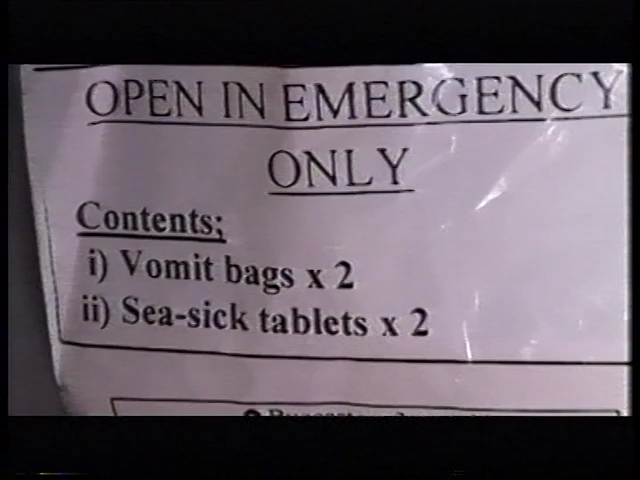 OPEN IN EMERGENCY
ONLY
Contents;
i) Vomit bags x 2
ii) Sea-sick tablets x 2